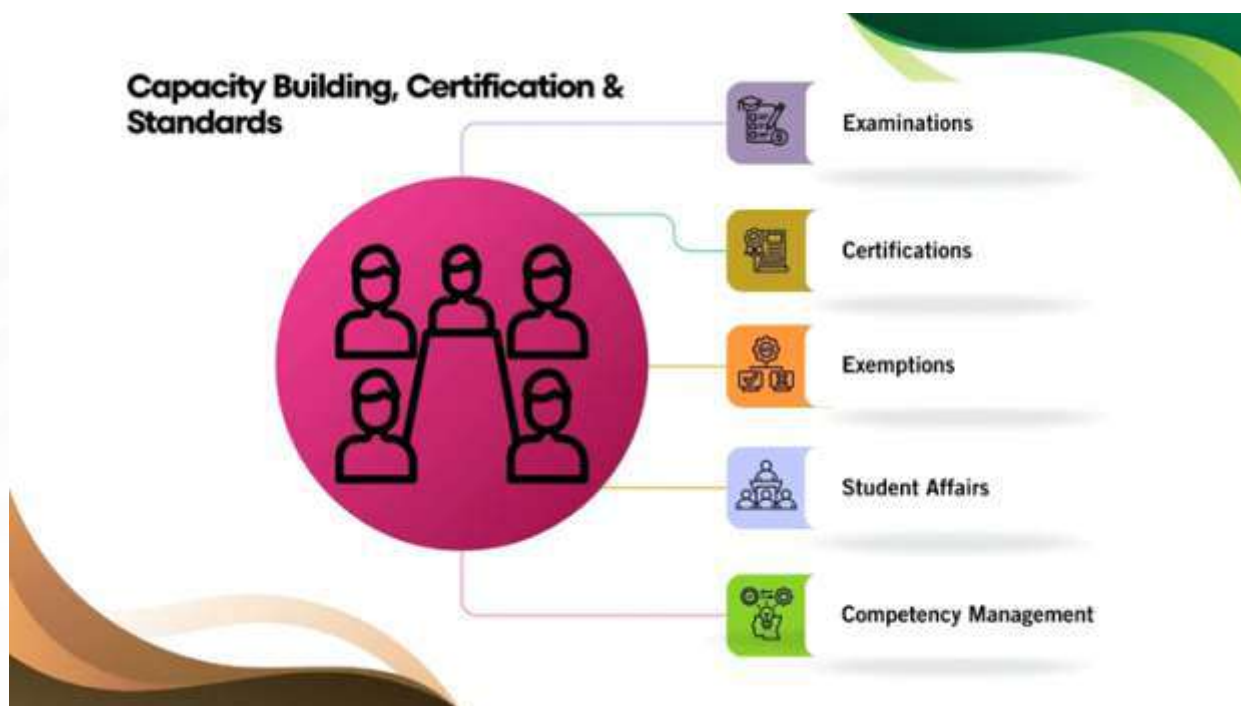 Capacity Building, Certification &
Standards
Examinations
Certifications
Exemptions
Student Affairs
Competency Management